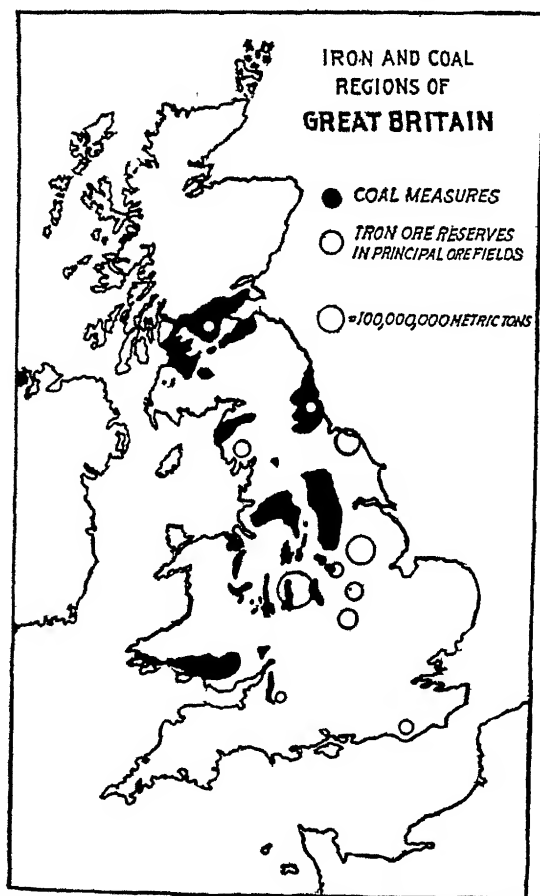 IRON AND COAL
REGIONS OF
GREAT BRITAIN
COAL MEASURES
IRON ORE RESERVES
IN PRINCIPAL ORE FIELDS
=100,000,000 METRIC TONS